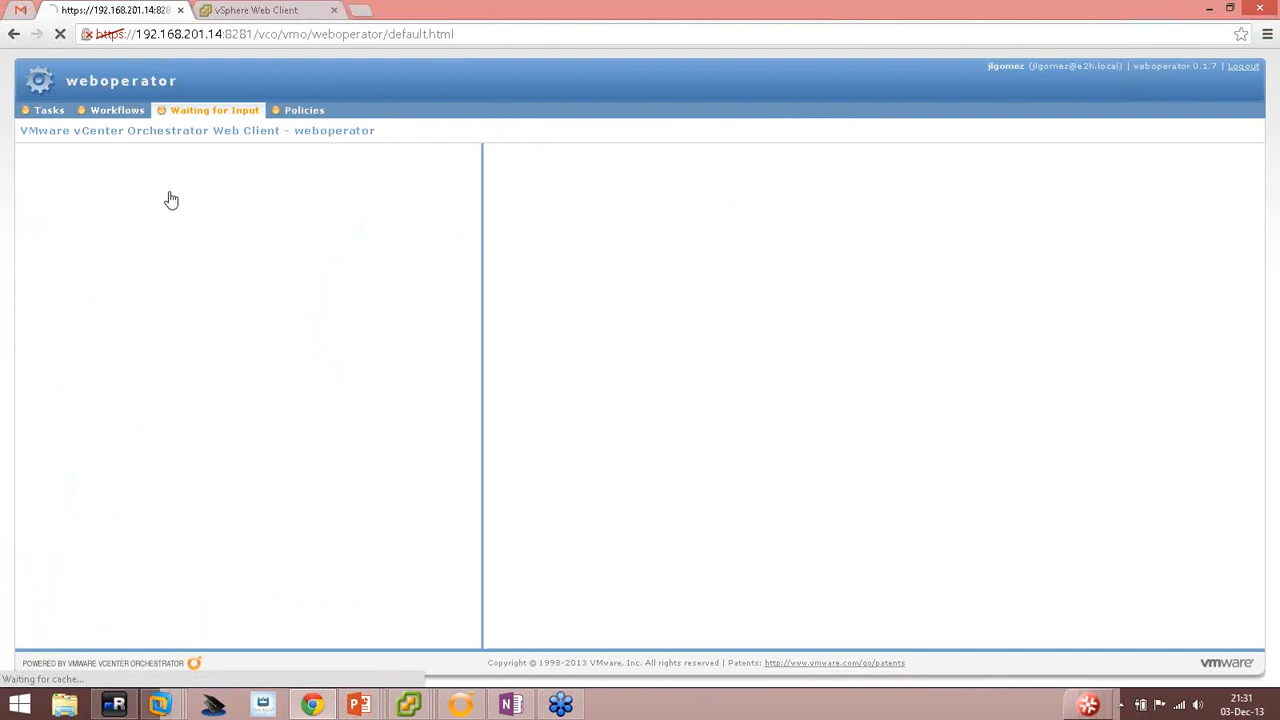 https://192.168.201.14:828
vSphere Web Client
https://192.168.201.14:8281/vco/vmo/weboperator/default.html
weboperator
jlgomez (jlgomez@e2h.local) | weboperator 0.1.7 | Logout
Tasks Workflows Waiting for Input Policies
VMware vCenter Orchestrator Web Client - weboperator
POWERED BY VMWARE VCENTER ORCHESTRATOR
Copyright © 1998-2013 VMware, Inc. All rights reserved | Patents: http://www.vmware.com/go/patents
vmware
Waiting for cache...
21:31
03-Dec-13